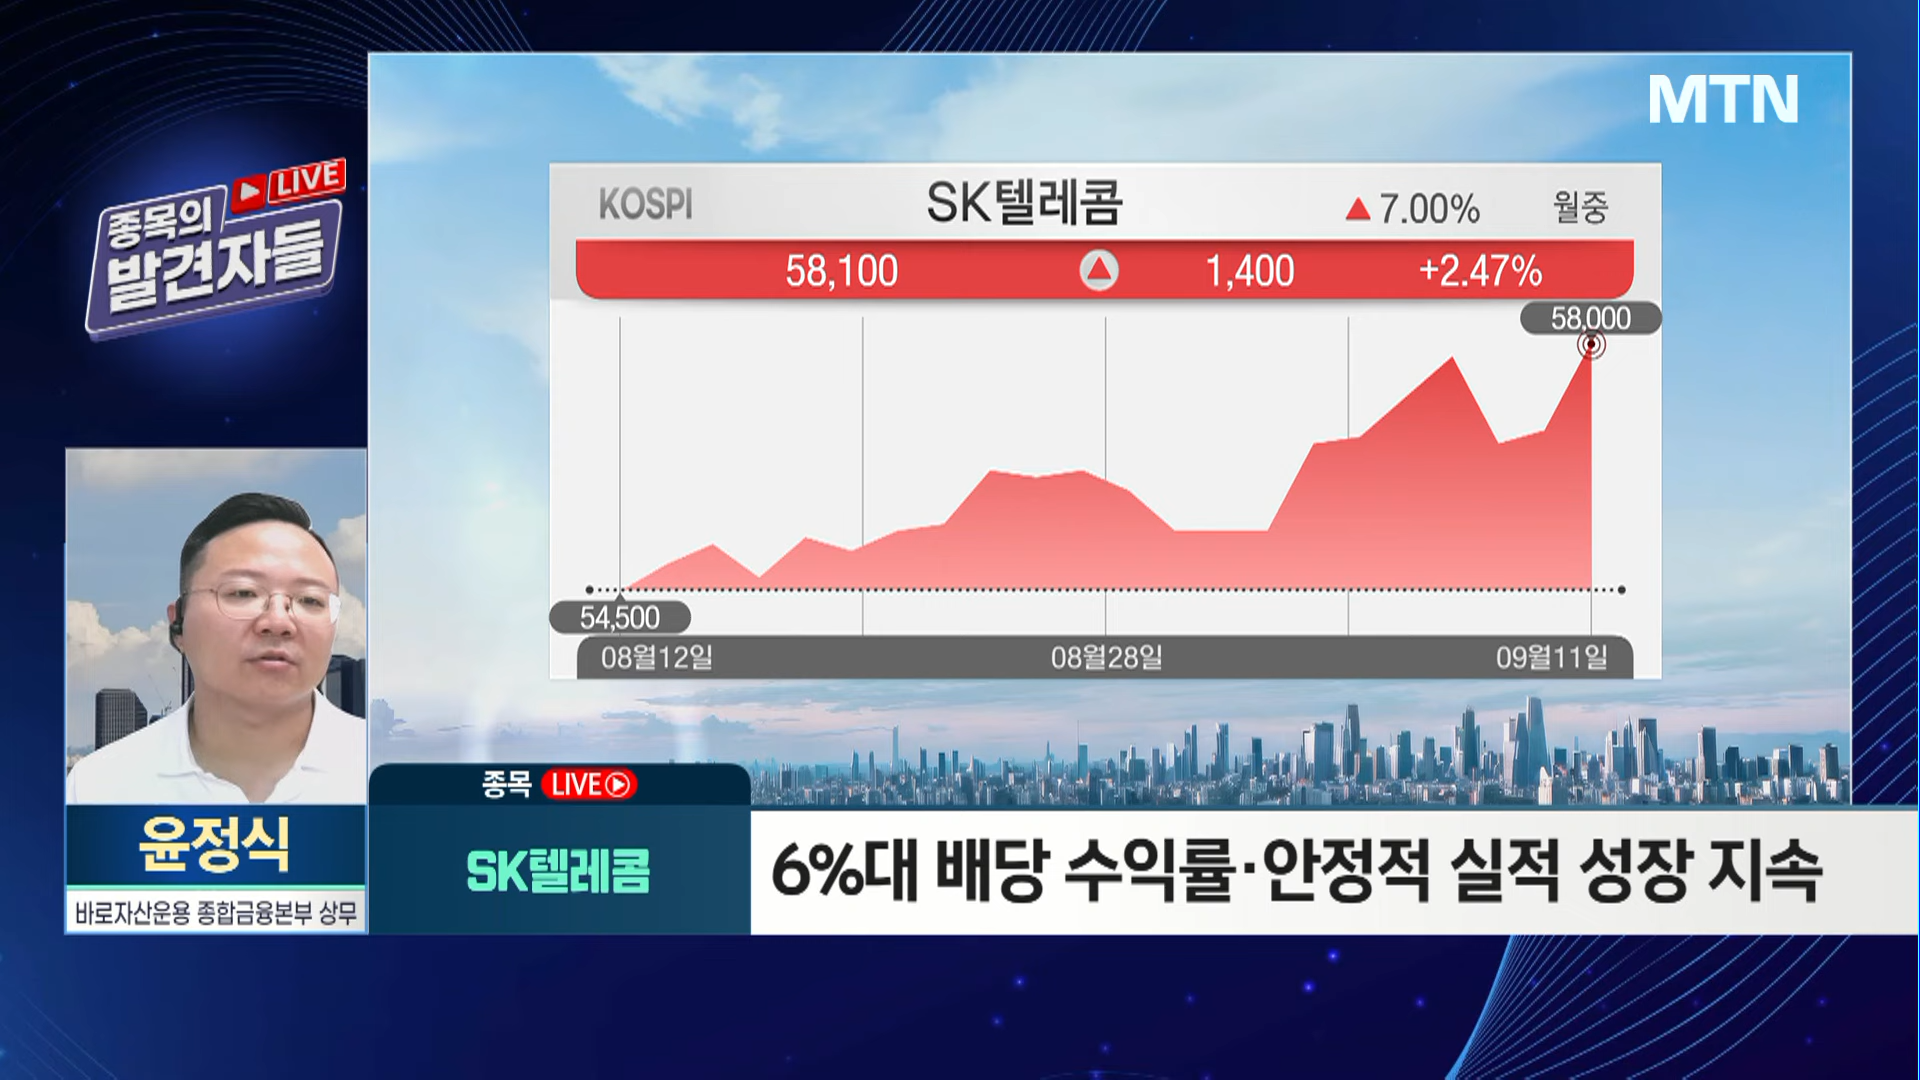 MTN
LIVE
종목의
발견자들
KOSPI
SK텔레콤
▲ 7.00%
월중
58,100 ▲ 1,400 +2.47%
58,000
54,500
08월12일
08월28일
09월11일
종목 LIVE
SK텔레콤
6%대 배당 수익률·안정적 실적 성장 지속
윤정식
바로자산운용 종합금융본부 상무